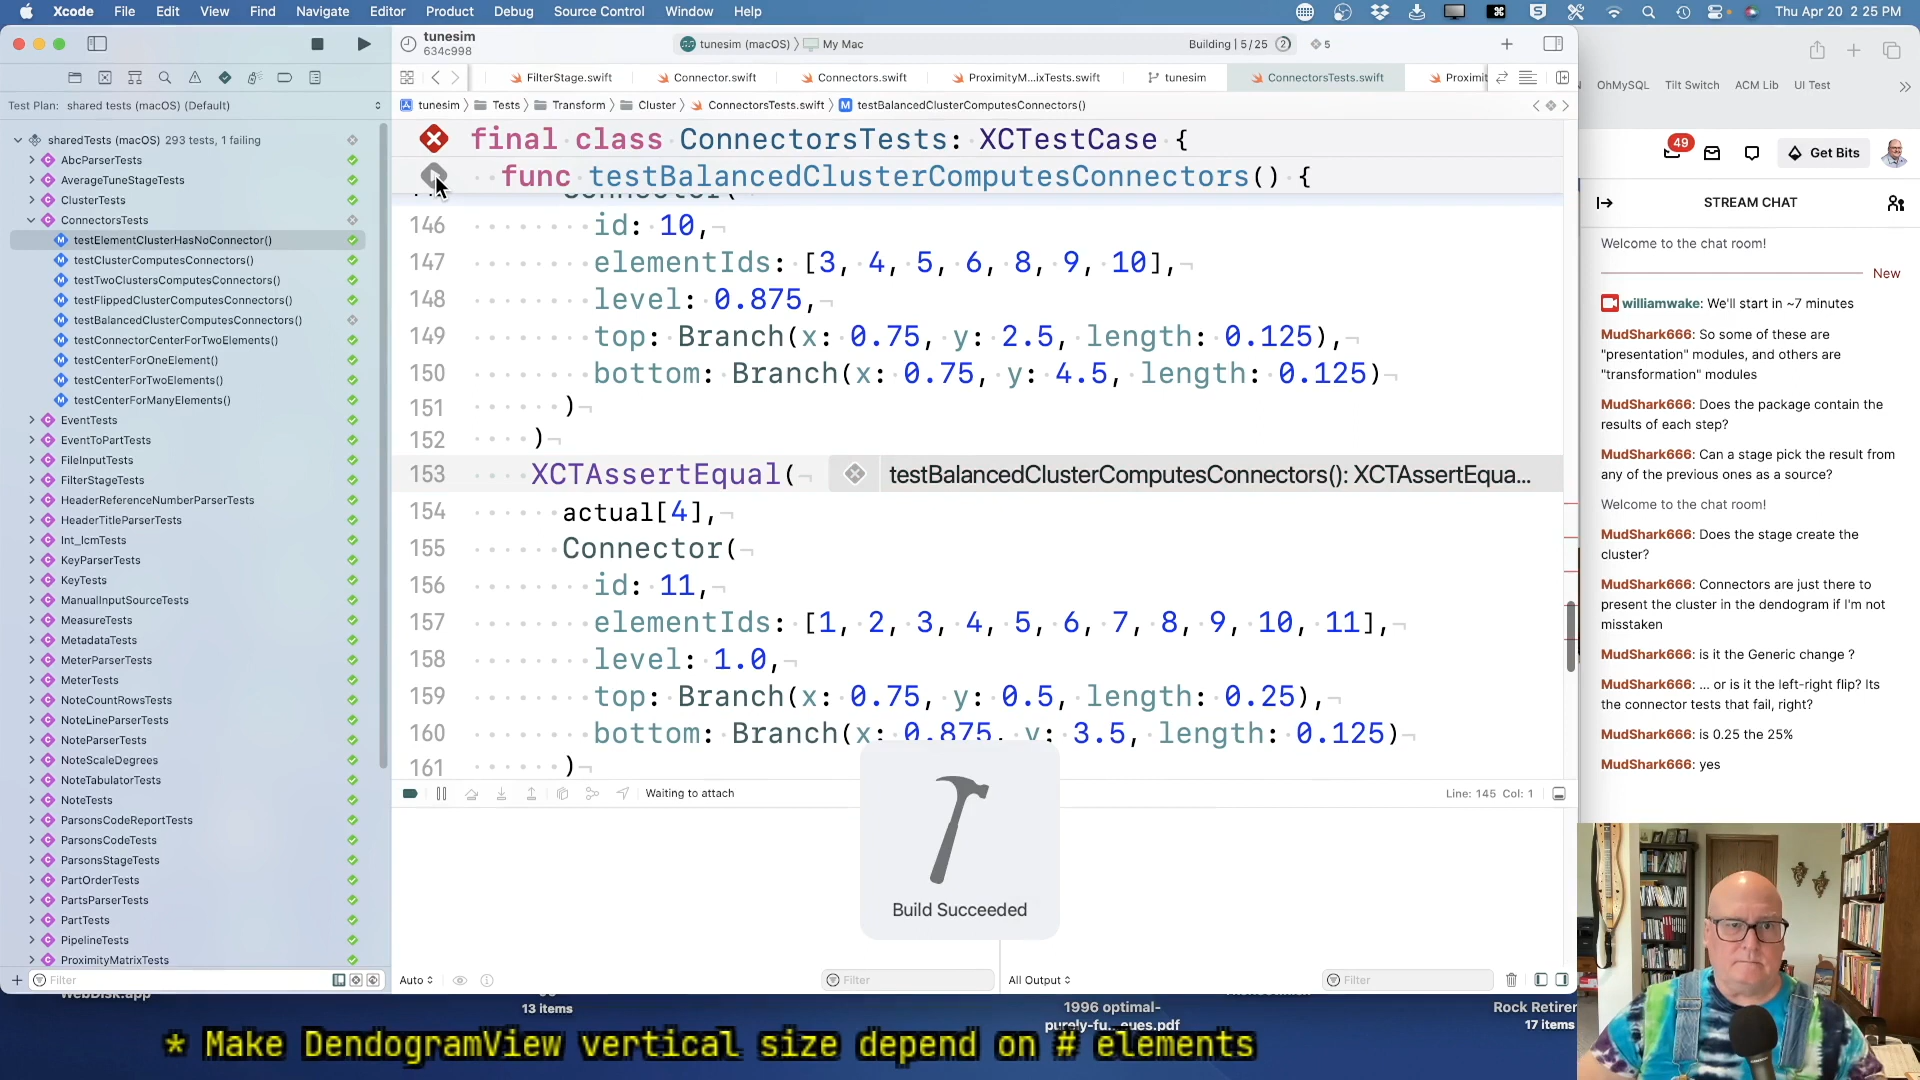 Xcode File Edit View Find Navigate Editor Product Debug Source Control Window Help Thu Apr 20 2:25 PM
tunesim
634c998
tunesim (macOS) My Mac Building | 5/25 2 5
FilterStage.swift Connector.swift Connectors.swift ProximityM...ixTests.swift tunesim ConnectorsTests.swift Proximit
Test Plan: shared tests (macOS) (Default)
tunesim Tests Transform Cluster ConnectorsTests.swift testBalancedClusterComputesConnectors()
sharedTests (macOS) 293 tests, 1 failing
AbcParserTests
AverageTuneStageTests
ClusterTests
ConnectorsTests
testElementClusterHasNoConnector()
testClusterComputesConnectors()
testTwoClustersComputesConnectors()
testFlippedClusterComputesConnectors()
testBalancedClusterComputesConnectors()
testConnectorCenterForTwoElements()
testCenterForOneElement()
testCenterForTwoElements()
testCenterForManyElements()
EventTests
EventToPartTests
FileInputTests
FilterStageTests
HeaderReferenceNumberParserTests
HeaderTitleParserTests
Int_lcmTests
KeyParserTests
KeyTests
ManualInputSourceTests
MeasureTests
MetadataTests
MeterParserTests
MeterTests
NoteCountRowsTests
NoteLineParserTests
NoteParserTests
NoteScaleDegrees
NoteTabulatorTests
NoteTests
ParsonsCodeReportTests
ParsonsCodeTests
ParsonsStageTests
PartOrderTests
PartsParserTests
PartTests
PipelineTests
ProximityMatrixTests
Filter
final class ConnectorsTests: XCTestCase {
func testBalancedClusterComputesConnectors() {
146 id: 10,
147 elementIds: [3, 4, 5, 6, 8, 9, 10],
148 level: 0.875,
149 top: Branch(x: 0.75, y: 2.5, length: 0.125),
150 bottom: Branch(x: 0.75, y: 4.5, length: 0.125)
151 )
152 )
153 XCTAssertEqual( testBalancedClusterComputesConnectors(): XCTAssertEqua...
154 actual[4],
155 Connector(
156 id: 11,
157 elementIds: [1, 2, 3, 4, 5, 6, 7, 8, 9, 10, 11],
158 level: 1.0,
159 top: Branch(x: 0.75, y: 0.5, length: 0.25),
160 bottom: Branch(x: 0.875, y: 3.5, length: 0.125)
161 )
Waiting to attach Line: 145 Col: 1
Build Succeeded
Auto Filter All Output Filter
OhMySQL Tilt Switch ACM Lib UI Test
49 Get Bits
STREAM CHAT
Welcome to the chat room!
New
williamwake: We'll start in ~7 minutes
MudShark666: So some of these are
"presentation" modules, and others are
"transformation" modules
MudShark666: Does the package contain the
results of each step?
MudShark666: Can a stage pick the result from
any of the previous ones as a source?
Welcome to the chat room!
MudShark666: Does the stage create the
cluster?
MudShark666: Connectors are just there to
present the cluster in the dendogram if I'm not
misstaken
MudShark666: is it the Generic change ?
MudShark666: ... or is it the left-right flip? Its
the connector tests that fail, right?
MudShark666: is 0.25 the 25%
MudShark666: yes
WebDisk.app
13 items
1996 optimal-
purely-fu...eues.pdf
Rock Retirer
17 items
* Make DendogramView vertical size depend on # elements